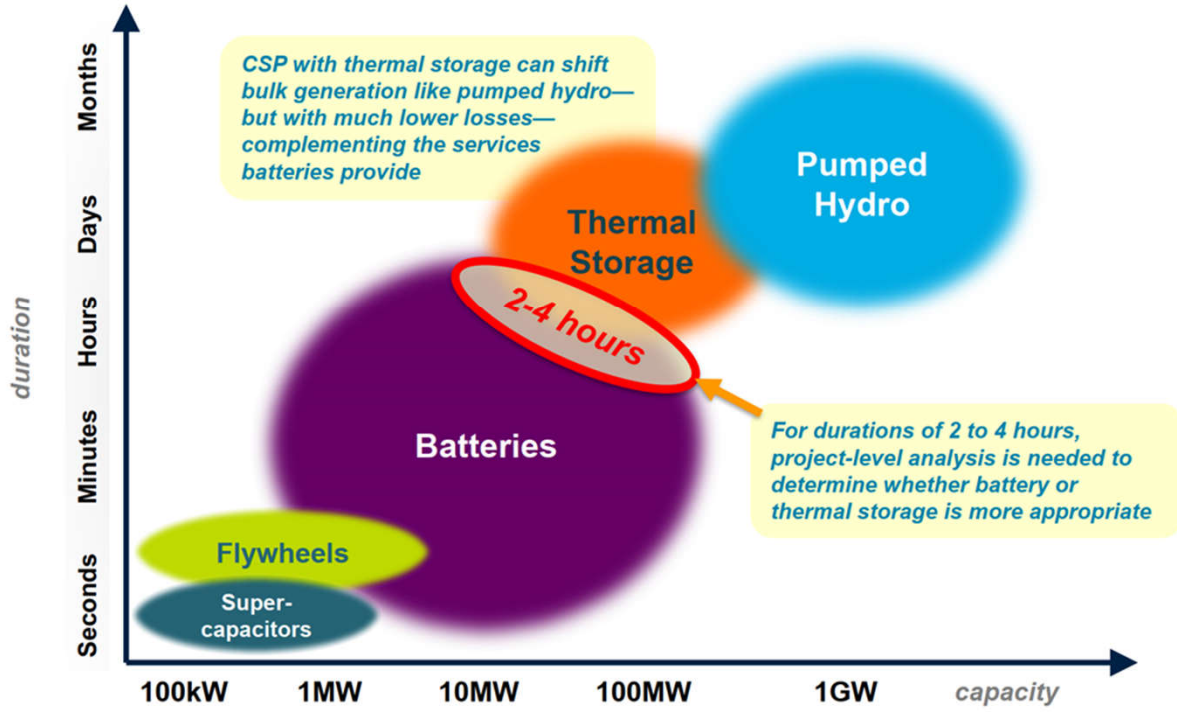 CSP with thermal storage can shift
bulk generation like pumped hydro—
but with much lower losses—
complementing the services
batteries provide
Pumped
Hydro
Thermal
Storage
2-4 hours
Batteries
For durations of 2 to 4 hours,
project-level analysis is needed to
determine whether battery or
thermal storage is more appropriate
Flywheels
Super-
capacitors
duration
Months
Days
Hours
Minutes
Seconds
100kW
1MW
10MW
100MW
1GW
capacity